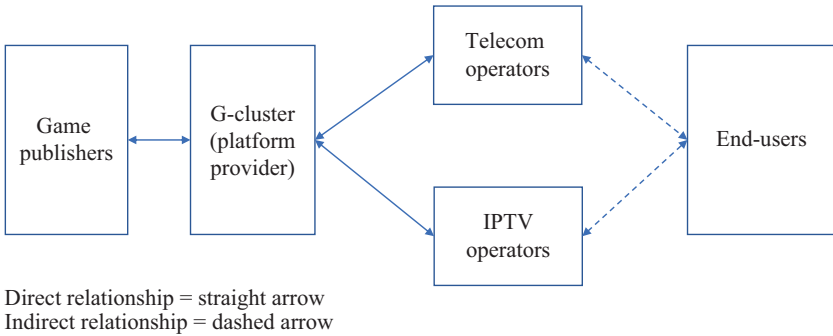 Game
publishers
G-cluster
(platform
provider)
Telecom
operators
IPTV
operators
End-users
Direct relationship = straight arrow
Indirect relationship = dashed arrow